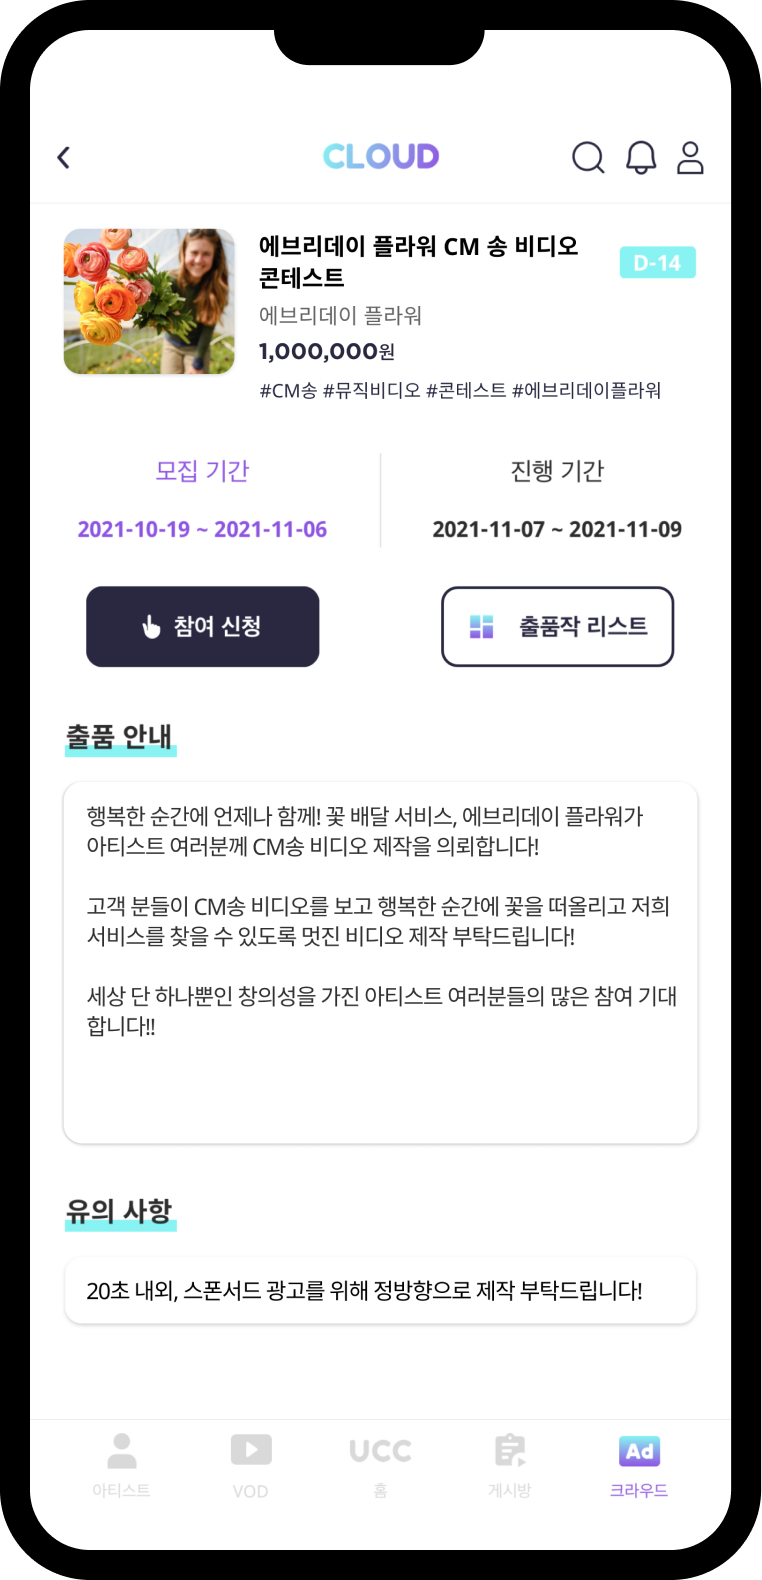 CLOUD
에브리데이 플라워 CM 송 비디오
콘테스트
D-14
에브리데이 플라워
1,000,000원
#CM송 #뮤직비디오 #콘테스트 #에브리데이플라워
모집 기간
2021-10-19 ~ 2021-11-06
진행 기간
2021-11-07 ~ 2021-11-09
참여 신청
출품작 리스트
출품 안내
행복한 순간에 언제나 함께! 꽃 배달 서비스, 에브리데이 플라워가
아티스트 여러분께 CM송 비디오 제작을 의뢰합니다!
고객 분들이 CM송 비디오를 보고 행복한 순간에 꽃을 떠올리고 저희
서비스를 찾을 수 있도록 멋진 비디오 제작 부탁드립니다!
세상 단 하나뿐인 창의성을 가진 아티스트 여러분들의 많은 참여 기대
합니다!!
유의 사항
20초 내외, 스폰서드 광고를 위해 정방향으로 제작 부탁드립니다!
UCC
Ad
아티스트
VOD
홈
게시방
크라우드